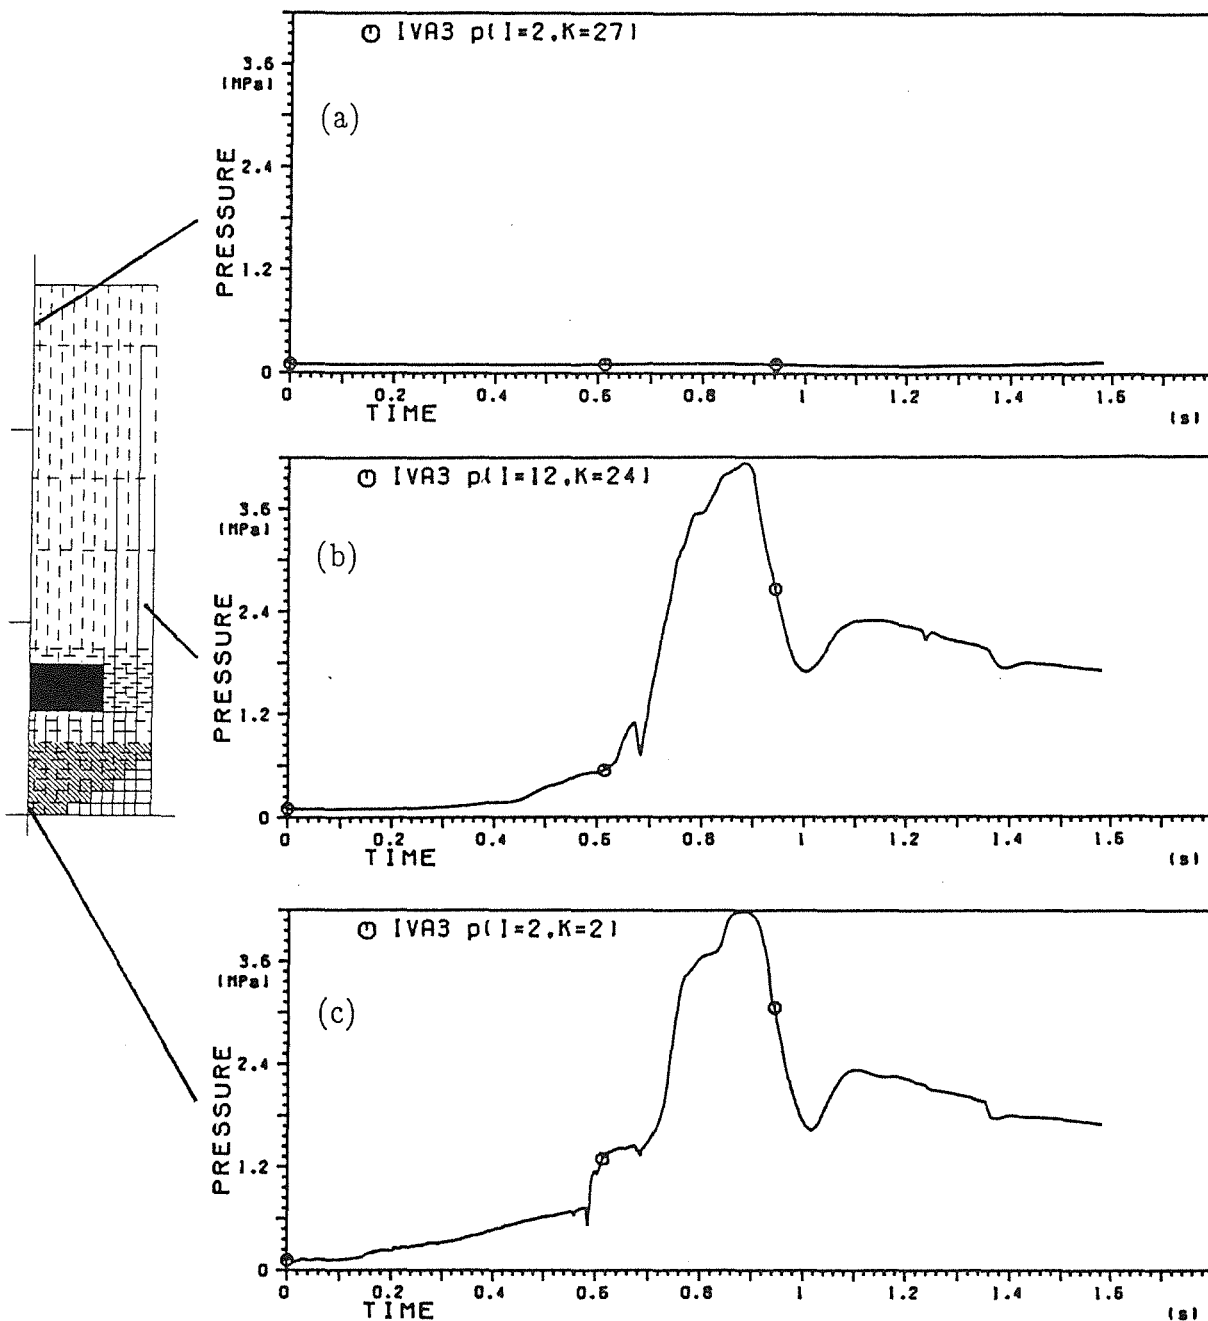 IVA3 p(I=2,K=27)
3.6
(MPa)
(a)
2.4
PRESSURE
1.2
0
0 0.2 0.4 0.6 0.8 1 1.2 1.4 1.6
TIME (s)
IVA3 p(I=12,K=24)
3.6
(MPa)
(b)
2.4
PRESSURE
1.2
0
0 0.2 0.4 0.6 0.8 1 1.2 1.4 1.6
TIME (s)
IVA3 p(I=2,K=2)
3.6
(MPa)
(c)
2.4
PRESSURE
1.2
0
0 0.2 0.4 0.6 0.8 1 1.2 1.4 1.6
TIME (s)